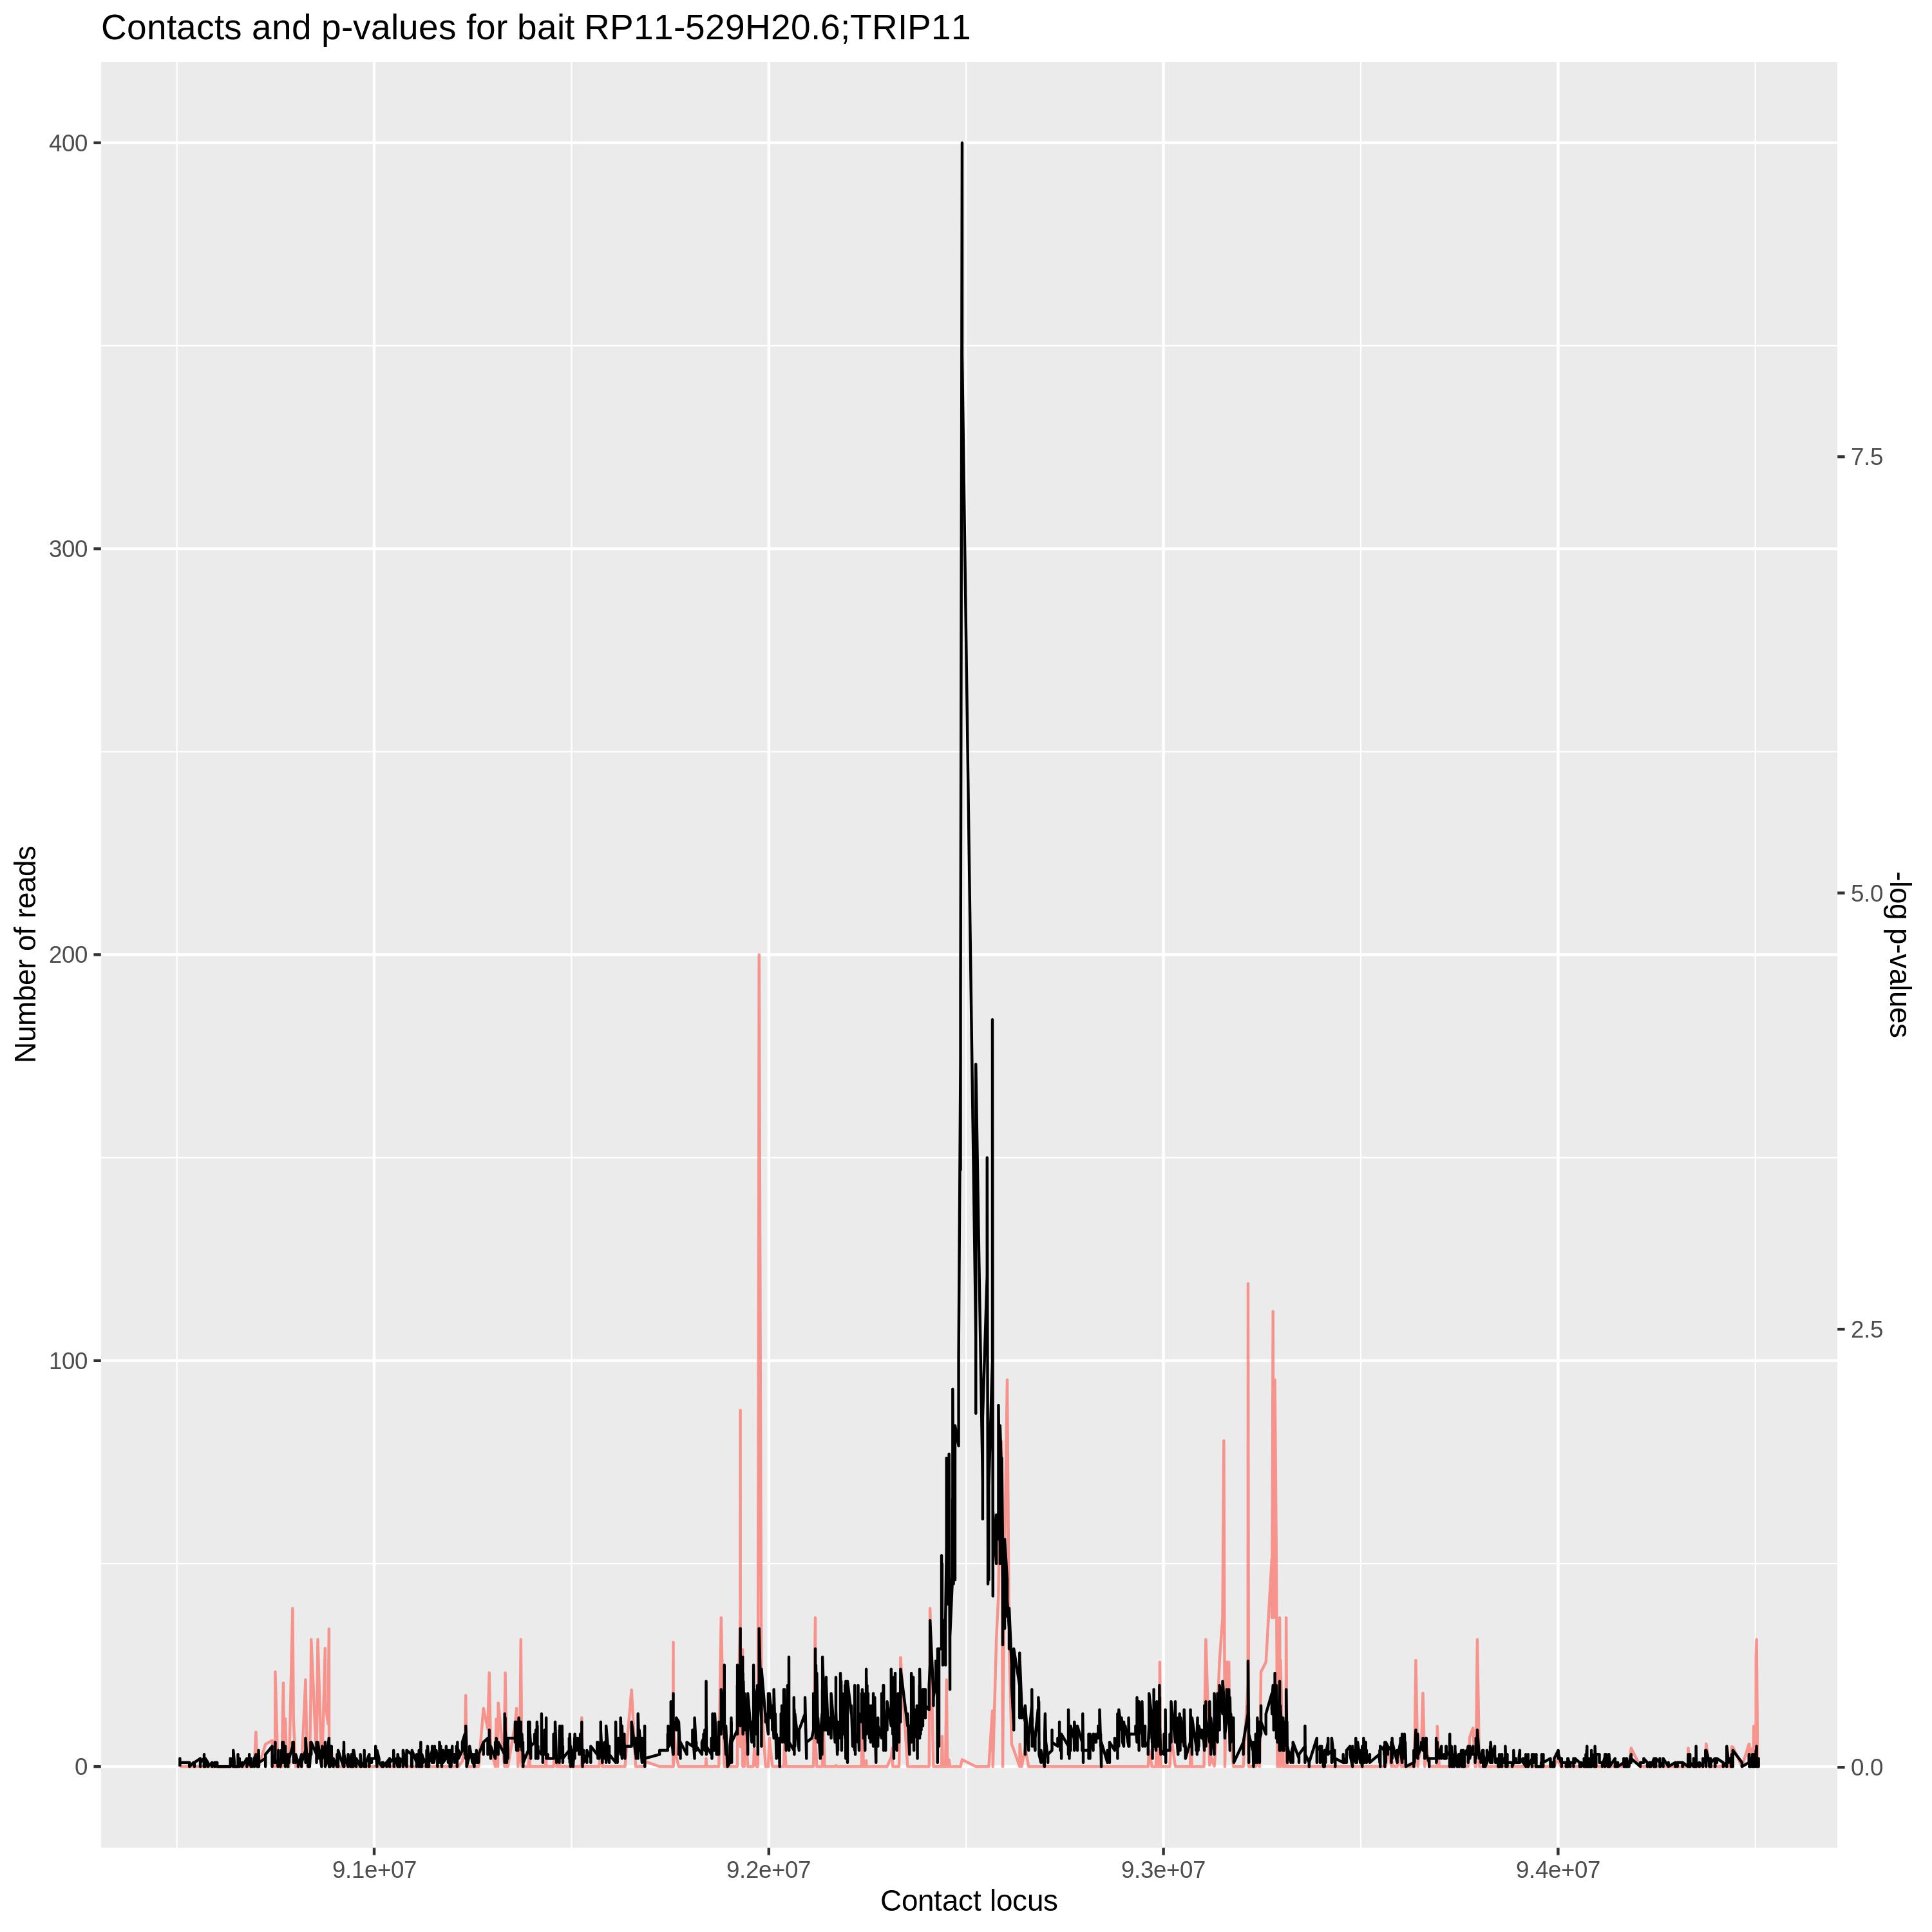 Contacts and p-values for bait RP11-529H20.6;TRIP11
400
300
200
100
0
Number of reads
7.5
5.0
2.5
0.0
-log p-values
9.1e+07
9.2e+07
9.3e+07
9.4e+07
Contact locus